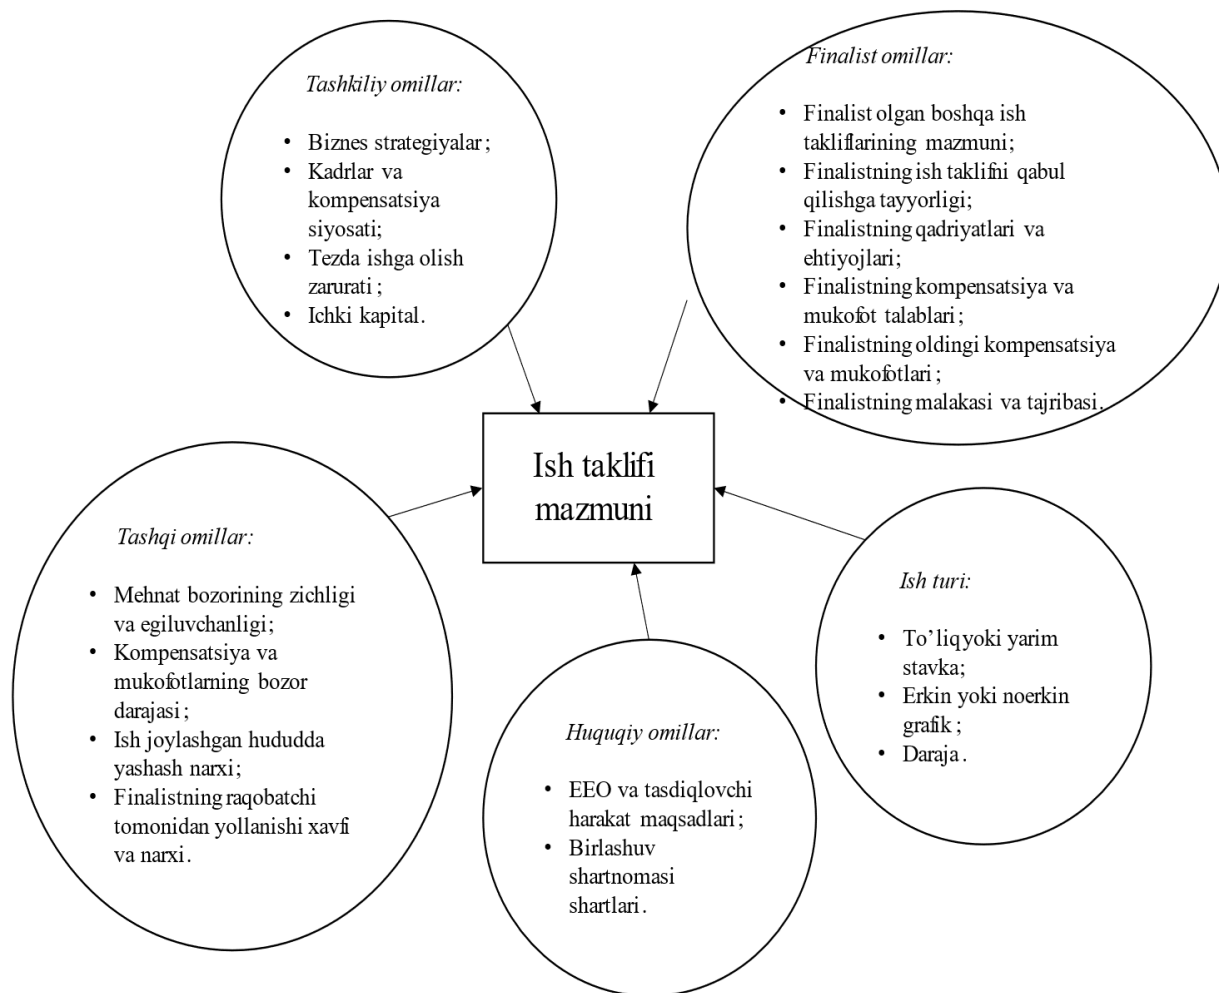 Tashkiliy omillar:
• Biznes strategiyalar;
• Kadrlar va
kompensatsiya
siyosati;
• Tezda ishga olish
zarurati;
• Ichki kapital.
Finalist omillar:
• Finalist olgan boshqa ish
takliflarining mazmuni;
• Finalistning ish taklifni qabul
qilishga tayyorligi;
• Finalistning qadriyatlari va
ehtiyojlari;
• Finalistning kompensatsiya va
mukofot talablari;
• Finalistning oldingi kompensatsiya
va mukofotlari;
• Finalistning malakasi va tajribasi.
Ish taklifi
mazmuni
Tashqi omillar:
• Mehnat bozorining zichligi
va egiluvchanligi;
• Kompensatsiya va
mukofotlarning bozor
darajasi;
• Ish joylashgan hududda
yashash narxi;
• Finalistning raqobatchi
tomonidan yollanishi xavfi
va narxi.
Huquqiy omillar:
• EEO va tasdiqlovchi
harakat maqsadlari;
• Birlashuv
shartnomasi
shartlari.
Ish turi:
• To’liq yoki yarim
stavka;
• Erkin yoki noerkin
grafik;
• Daraja.